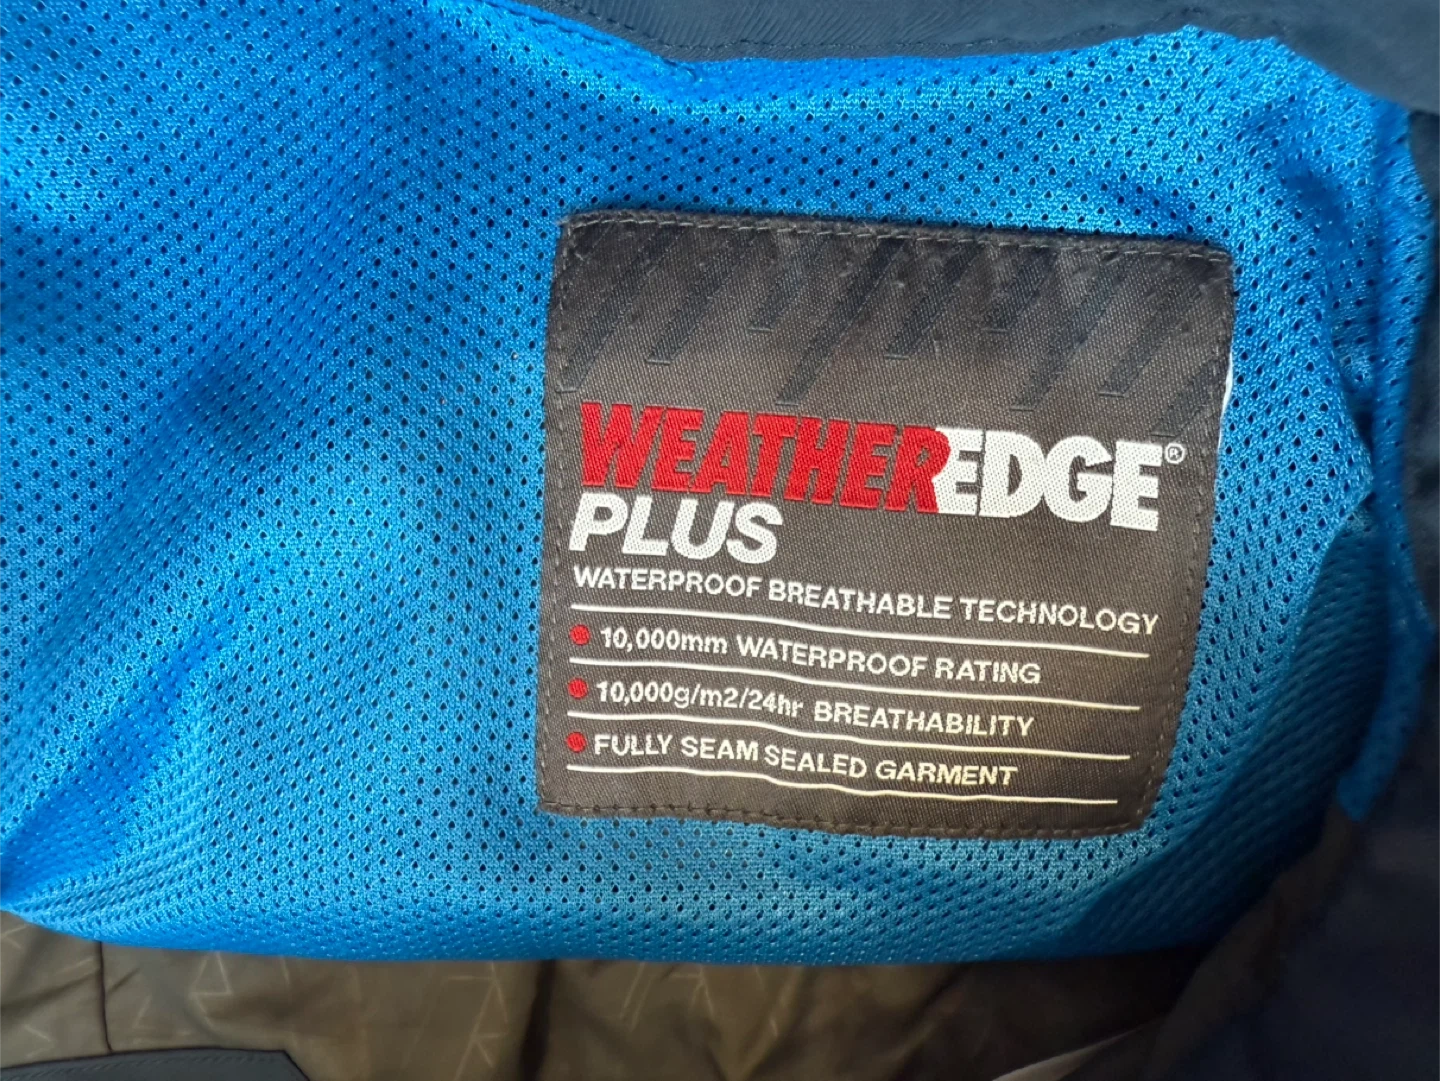 WEATHEREDGE®
PLUS
WATERPROOF BREATHABLE TECHNOLOGY
10,000mm WATERPROOF RATING
10,000g/m2/24hr BREATHABILITY
FULLY SEAM SEALED GARMENT